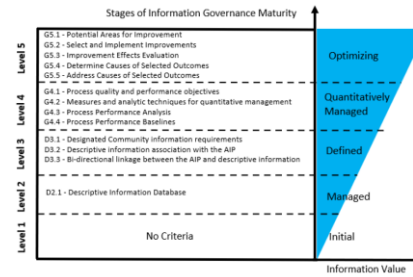 Stages of Information Governance Maturity
Level 5
G5.1 - Potential Areas for Improvement
G5.2 - Select and Implement Improvements
G5.3 - Improvement Effects Evaluation
G5.4 - Determine Causes of Selected Outcomes
G5.5 - Address Causes of Selected Outcomes
Optimizing
Level 4
G4.1 - Process quality and performance objectives
G4.2 - Measures and analytic techniques for quantitative management
G4.3 - Process Performance Analysis
G4.4 - Process Performance Baselines
Quantitatively
Managed
Level 3
D3.1 - Designated Community information requirements
D3.2 - Descriptive information association with the AIP
D3.3 - Bi-directional linkage between the AIP and descriptive information
Defined
Level 2
D2.1 - Descriptive Information Database
Managed
Level 1
No Criteria
Initial
Information Value